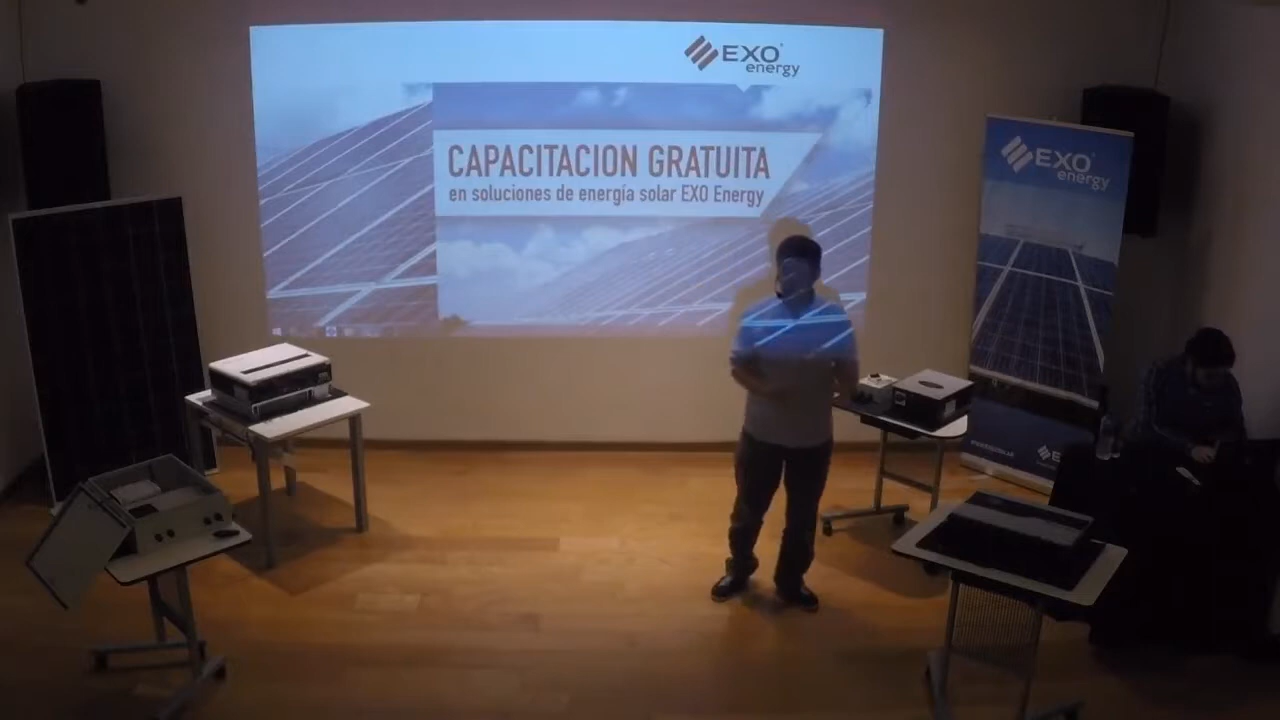 EXO
energy
CAPACITACION GRATUITA
en soluciones de energía solar EXO Energy
EXO
energy